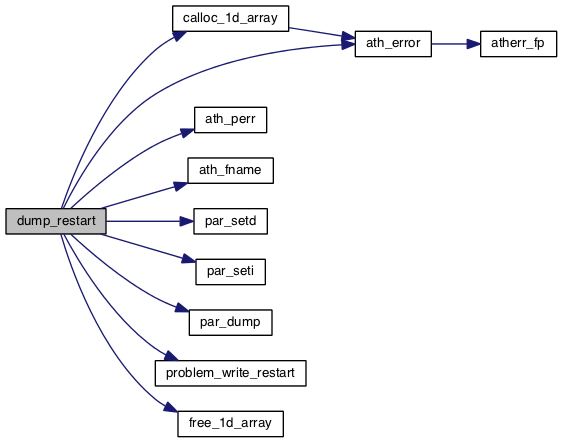 calloc_1d_array
ath_error
atherr_fp
ath_perr
ath_fname
dump_restart
par_setd
par_seti
par_dump
problem_write_restart
free_1d_array